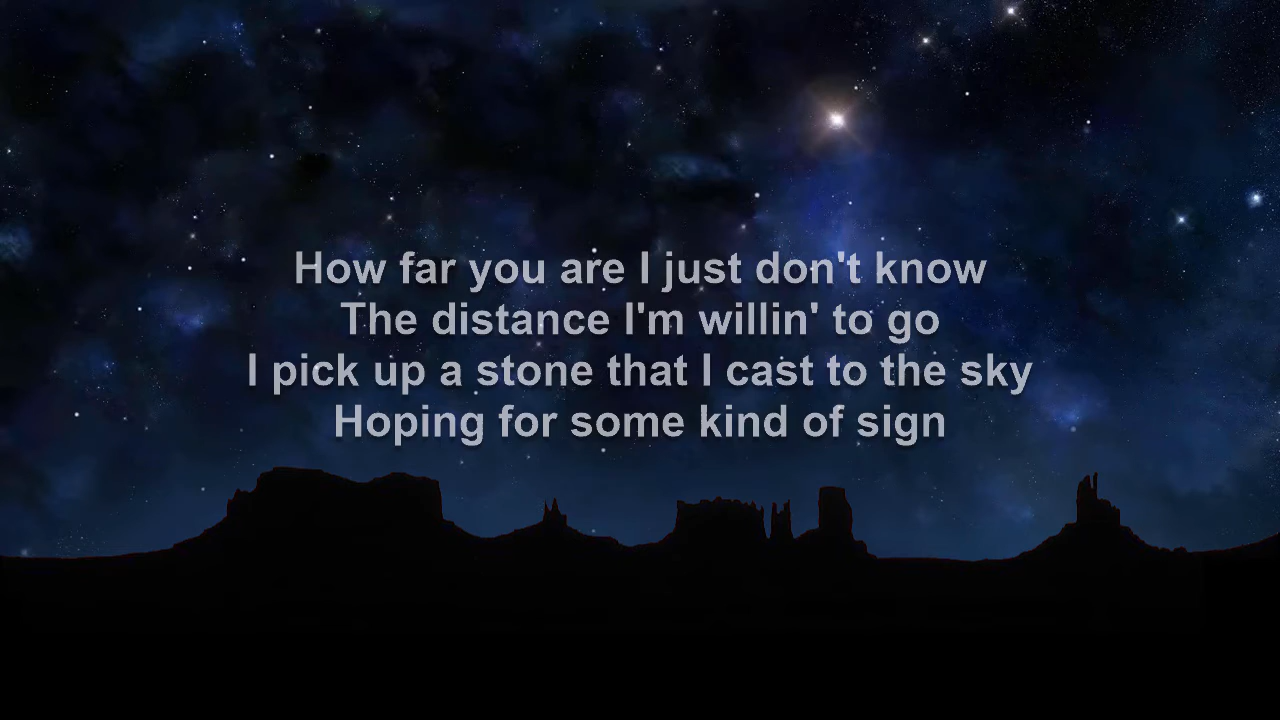 How far you are I just don't know
The distance I'm willin' to go
I pick up a stone that I cast to the sky
Hoping for some kind of sign